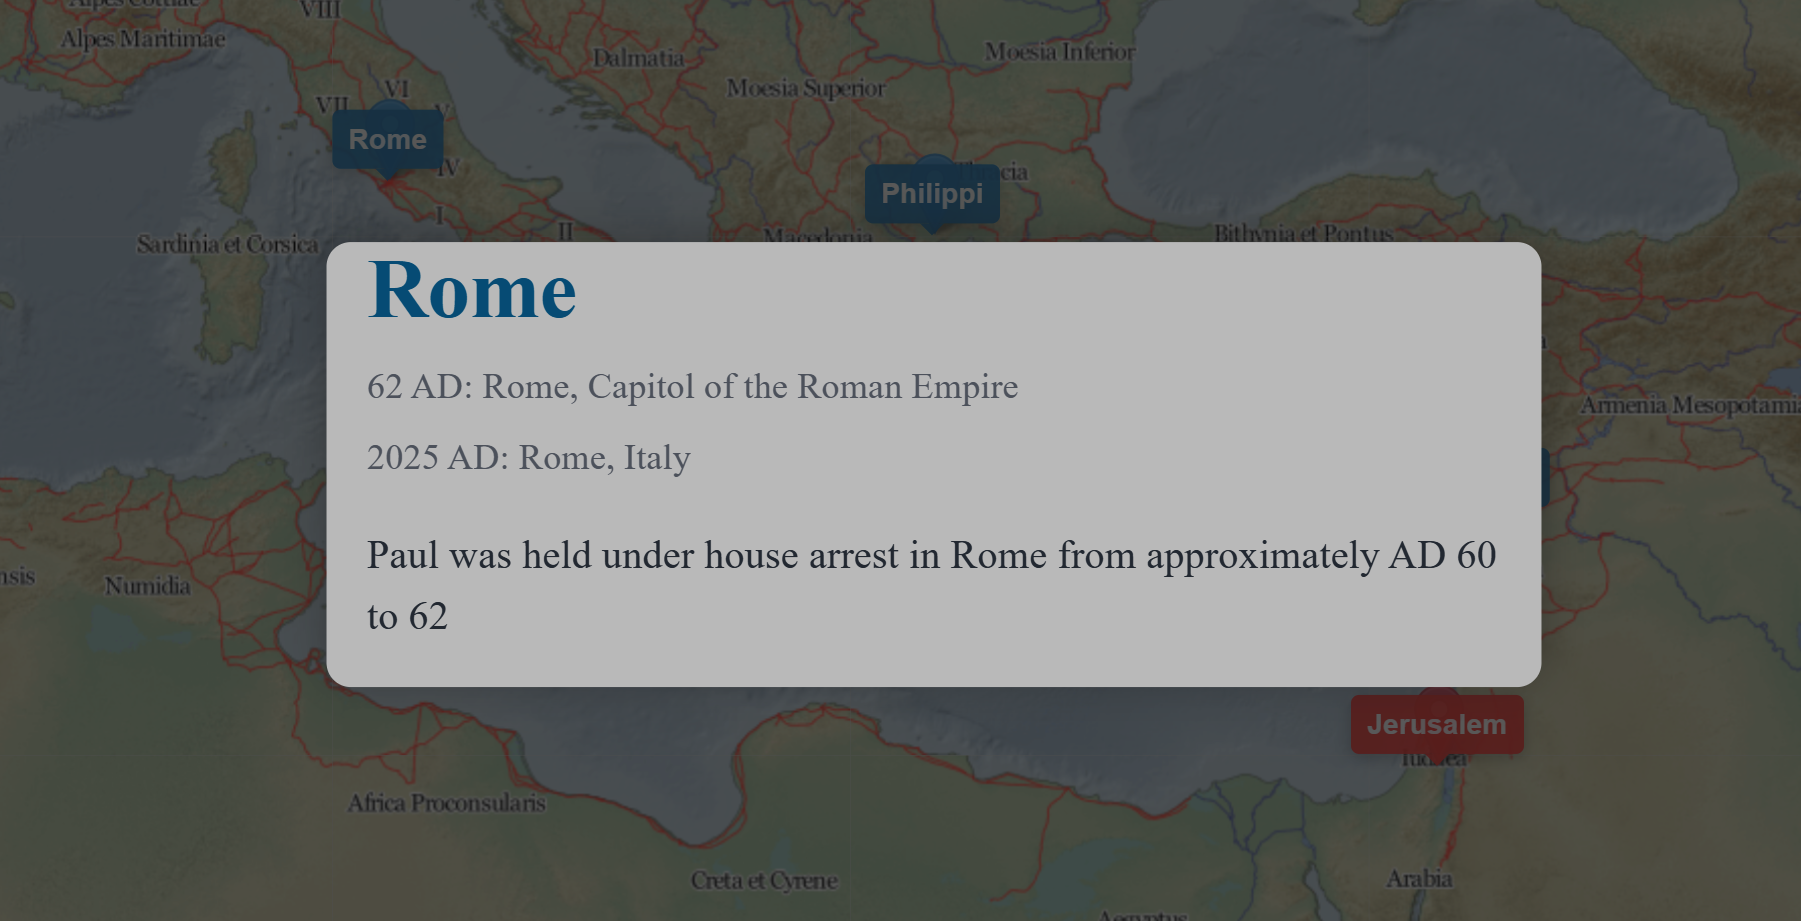 Alpes Cottiae
VIII
Alpes Maritimae
Dalmatia
Moesia Inferior
Moesia Superior
VI
VII
V
Rome
IV
Philippi
cia
I
II
Sardinia et Corsica
Macedonia
Bithynia et Pontus
Rome
62 AD: Rome, Capitol of the Roman Empire
2025 AD: Rome, Italy
Armenia Mesopotamia
Paul was held under house arrest in Rome from approximately AD 60
to 62
nsis
Numidia
Jerusalem
Iudaea
Africa Proconsularis
Creta et Cyrene
Arabia
Aegyptus